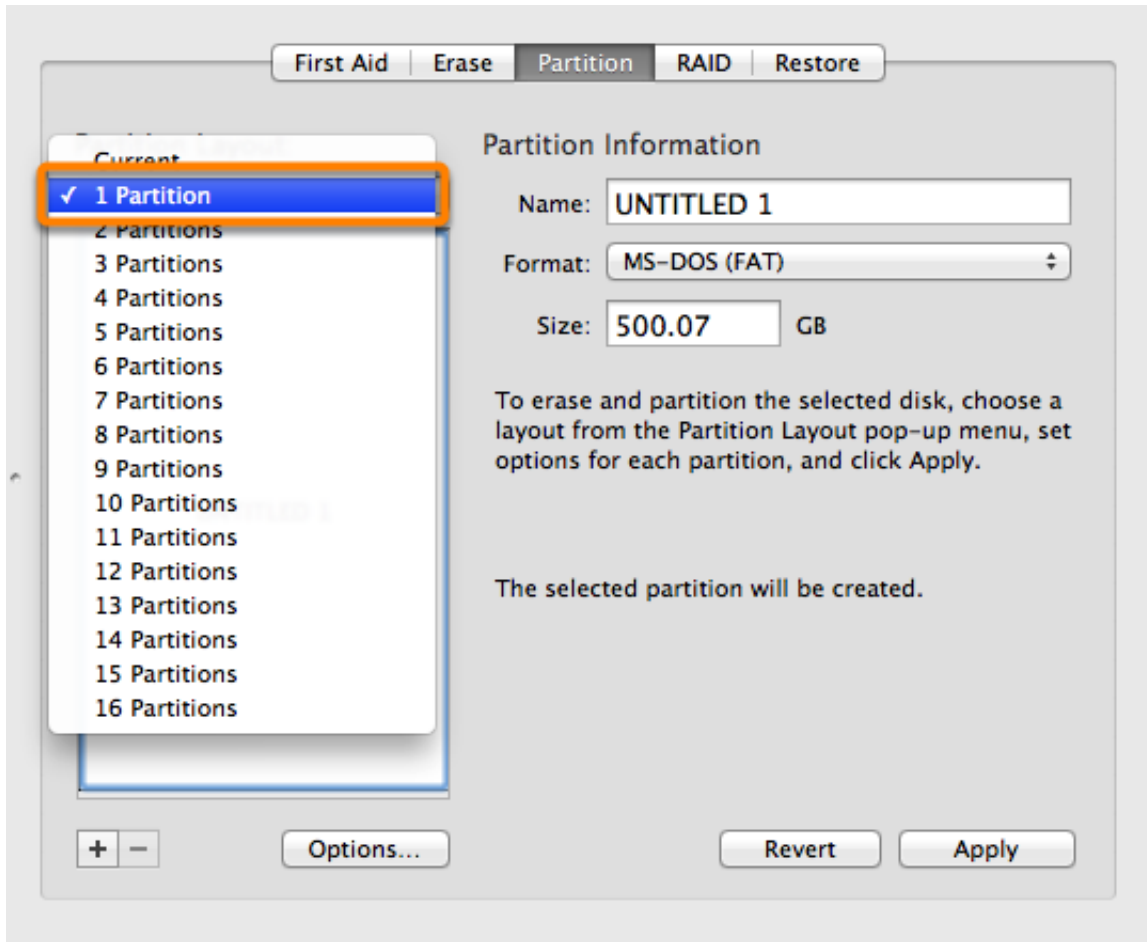 First Aid Erase Partition RAID Restore
Partition Layout:
Current
✓ 1 Partition
2 Partitions
3 Partitions
4 Partitions
5 Partitions
6 Partitions
7 Partitions
8 Partitions
9 Partitions
10 Partitions
11 Partitions
12 Partitions
13 Partitions
14 Partitions
15 Partitions
16 Partitions
UNTITLED 1
Partition Information
Name: UNTITLED 1
Format: MS-DOS (FAT)
Size: 500.07 GB
To erase and partition the selected disk, choose a
layout from the Partition Layout pop-up menu, set
options for each partition, and click Apply.
The selected partition will be created.
+ − Options... Revert Apply